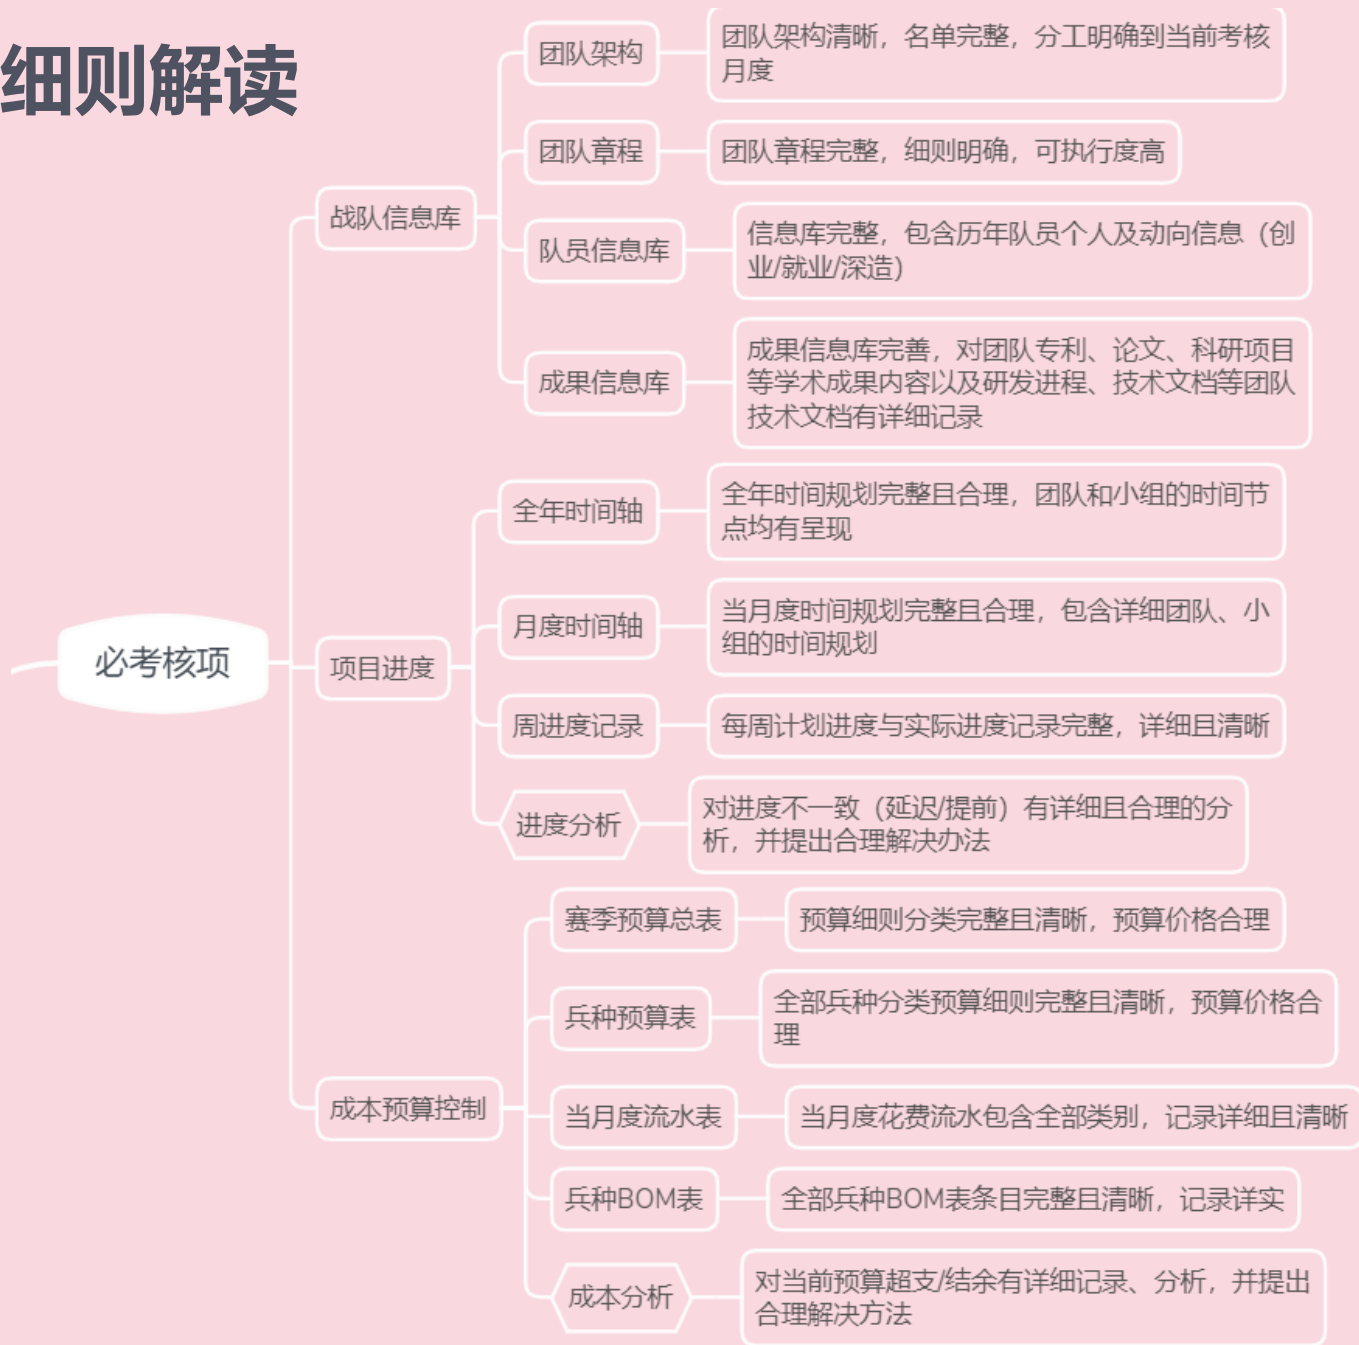 细则解读
必考核项
战队信息库
团队架构
团队架构清晰，名单完整，分工明确到当前考核
月度
团队章程
团队章程完整，细则明确，可执行度高
队员信息库
信息库完整，包含历年队员个人及动向信息（创
业/就业/深造）
成果信息库
成果信息库完善，对团队专利、论文、科研项目
等学术成果内容以及研发进程、技术文档等团队
技术文档有详细记录
项目进度
全年时间轴
全年时间规划完整且合理，团队和小组的时间节
点均有呈现
月度时间轴
当月度时间规划完整且合理，包含详细团队、小
组的时间规划
周进度记录
每周计划进度与实际进度记录完整，详细且清晰
进度分析
对进度不一致（延迟/提前）有详细且合理的分
析，并提出合理解决办法
成本预算控制
赛季预算总表
预算细则分类完整且清晰，预算价格合理
兵种预算表
全部兵种分类预算细则完整且清晰，预算价格合
理
当月度流水表
当月度花费流水包含全部类别，记录详细且清晰
兵种BOM表
全部兵种BOM表条目完整且清晰，记录详实
成本分析
对当前预算超支/结余有详细记录、分析，并提出
合理解决方法